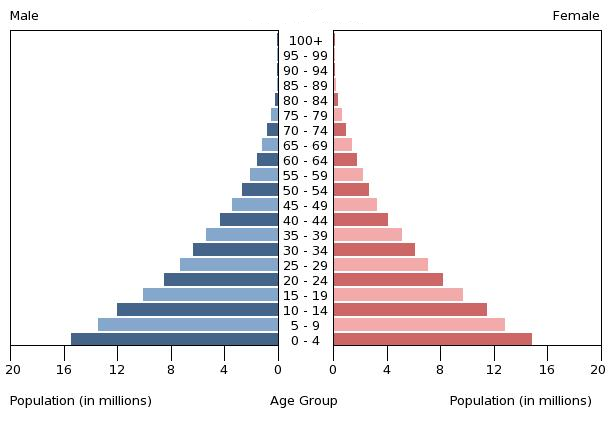 Male
Female
100+
95 - 99
90 - 94
85 - 89
80 - 84
75 - 79
70 - 74
65 - 69
60 - 64
55 - 59
50 - 54
45 - 49
40 - 44
35 - 39
30 - 34
25 - 29
20 - 24
15 - 19
10 - 14
5 - 9
0 - 4
20 16 12 8 4 0 0 4 8 12 16 20
Population (in millions) Age Group Population (in millions)